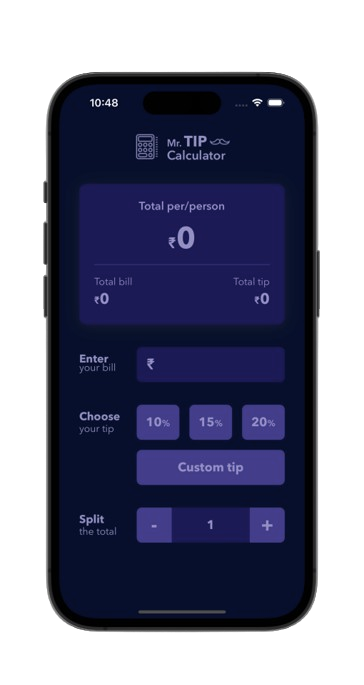 10:48
Mr. TIP
Calculator
Total per/person
₹0
Total bill
Total tip
₹0
₹0
Enter
your bill
₹
Choose
your tip
10%
15%
20%
Custom tip
Split
the total
-
1
+